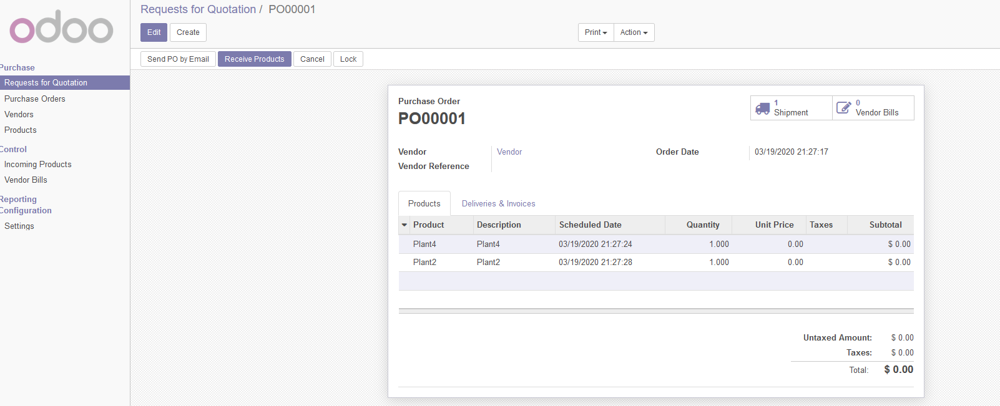 odoo
Purchase
Requests for Quotation
Purchase Orders
Vendors
Products
Control
Incoming Products
Vendor Bills
Reporting
Configuration
Settings
Requests for Quotation / PO00001
Edit Create Print Action
Send PO by Email Receive Products Cancel Lock
Purchase Order
PO00001
1
Shipment
0
Vendor Bills
Vendor Vendor
Vendor Reference
Order Date 03/19/2020 21:27:17
Products Deliveries & Invoices
Product Description Scheduled Date Quantity Unit Price Taxes Subtotal
Plant4 Plant4 03/19/2020 21:27:24 1.000 0.00 $ 0.00
Plant2 Plant2 03/19/2020 21:27:28 1.000 0.00 $ 0.00
Untaxed Amount: $ 0.00
Taxes: $ 0.00
Total: $ 0.00